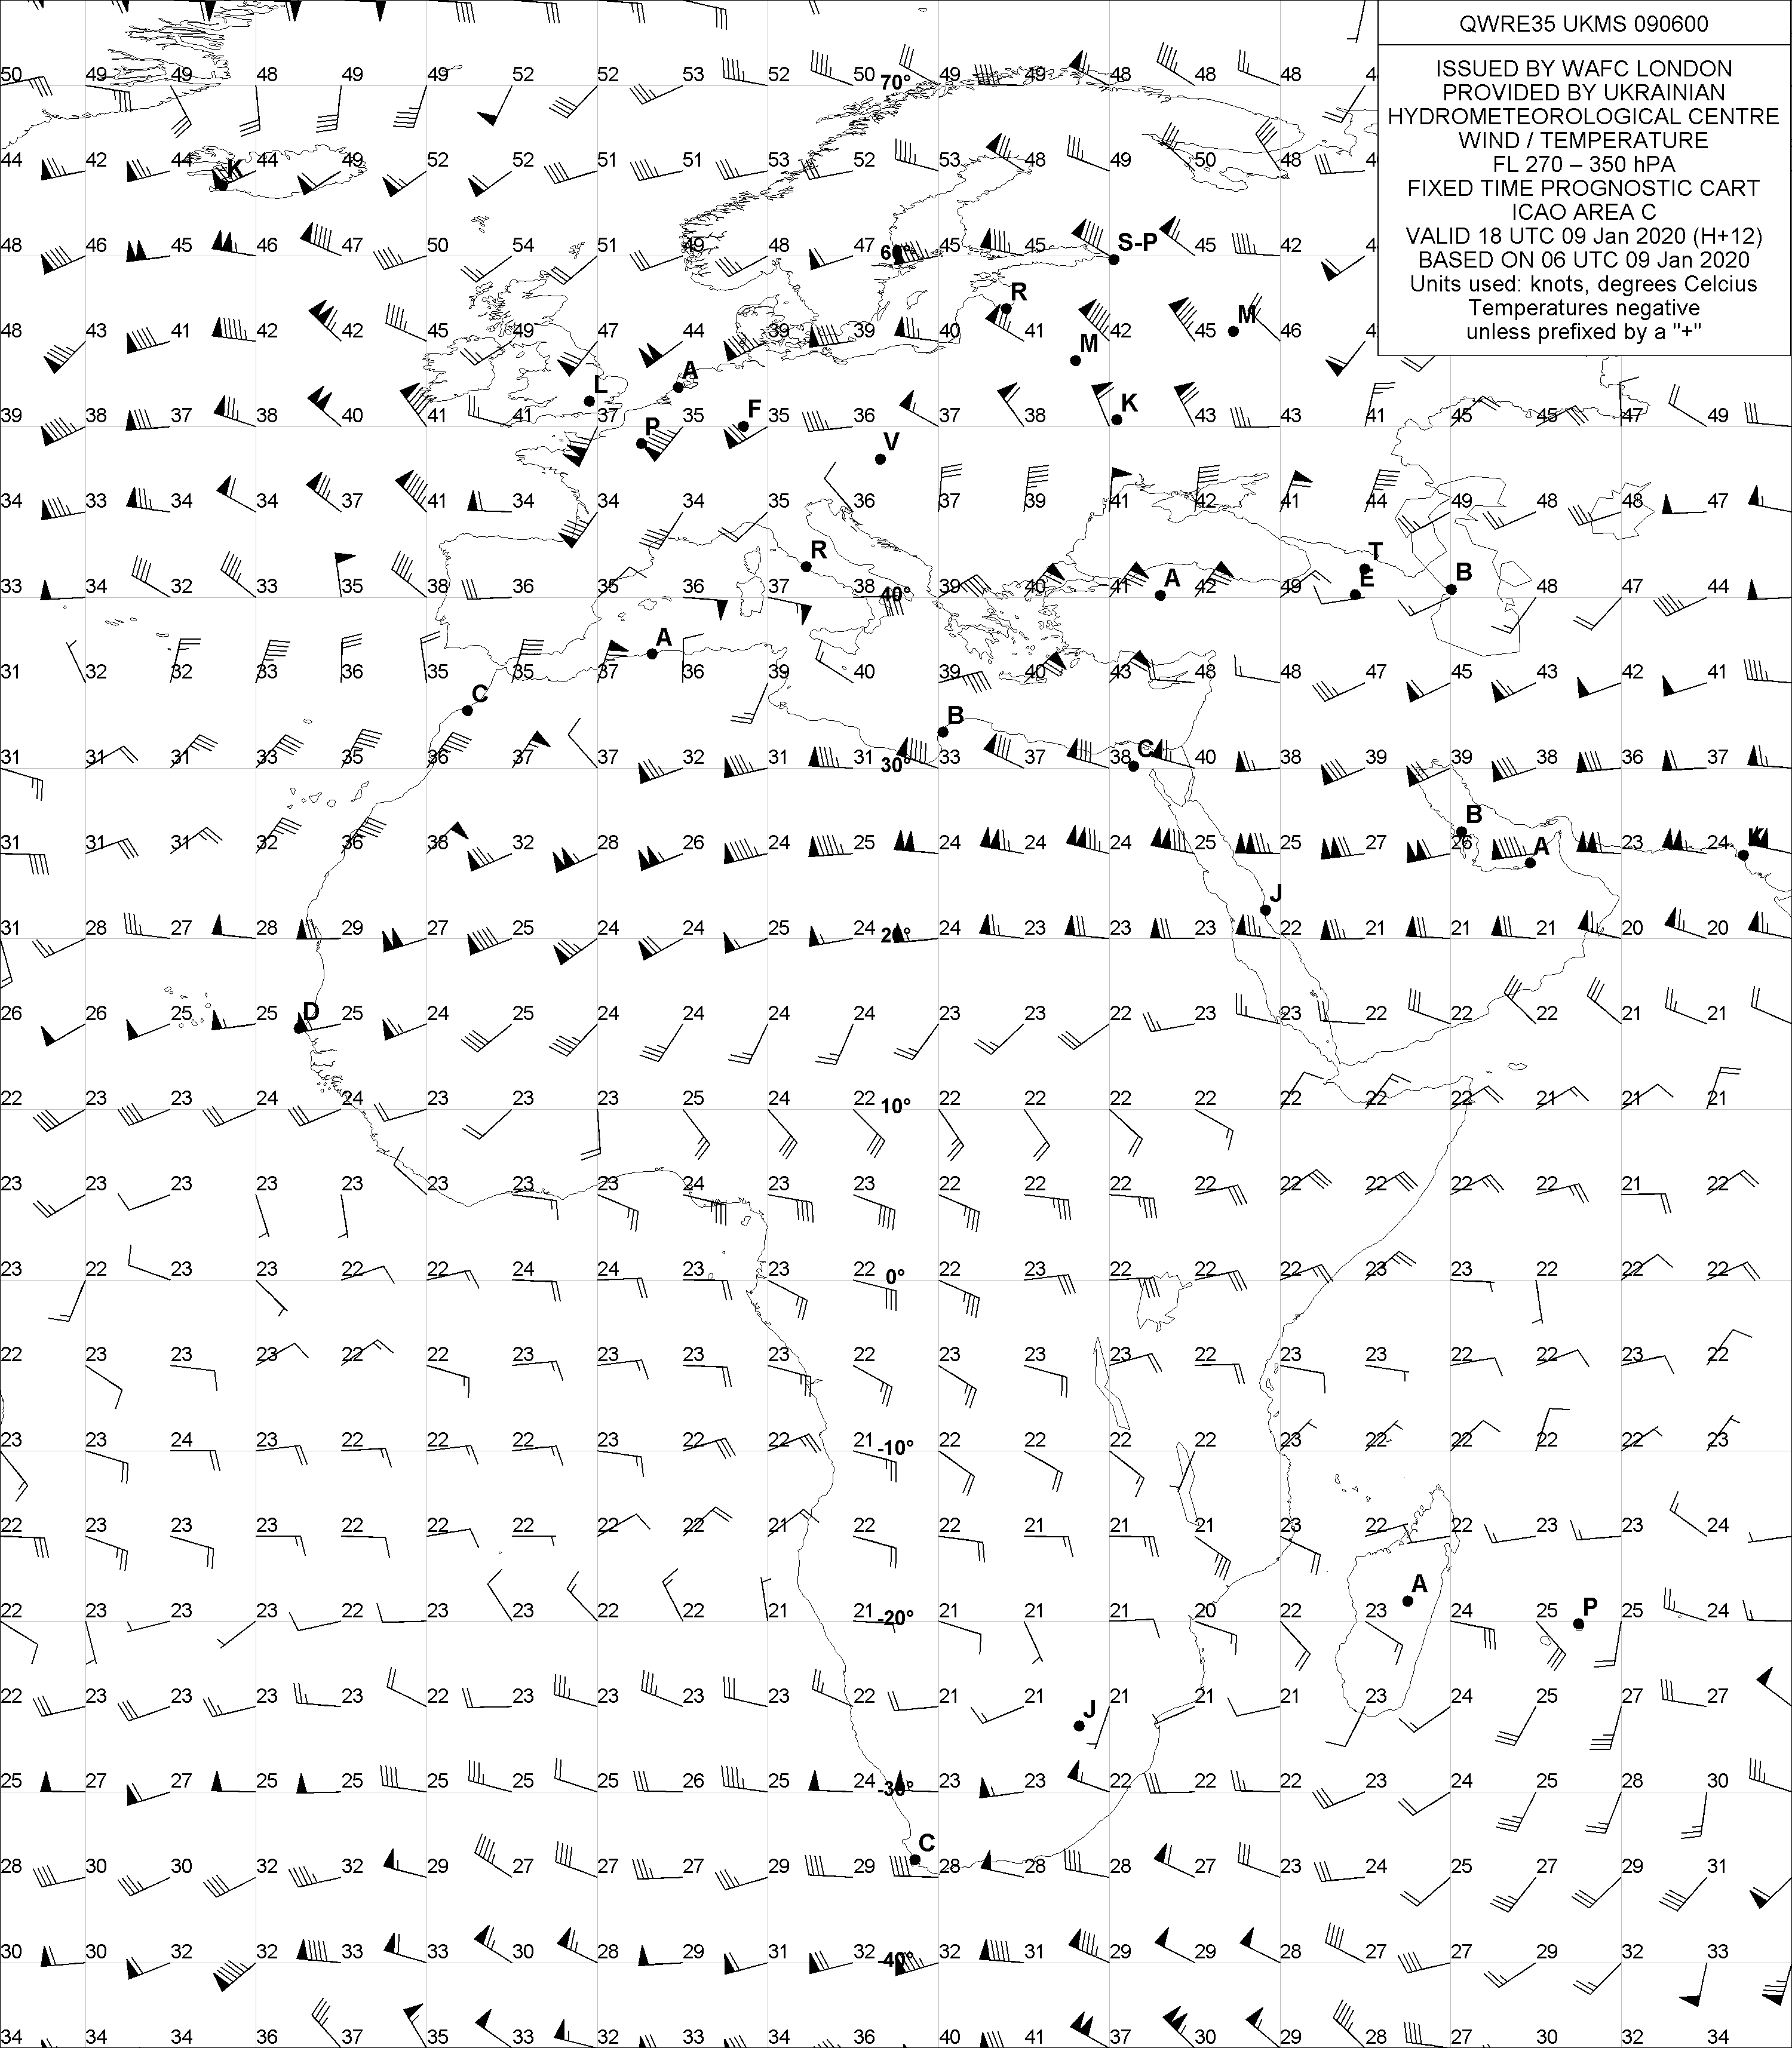 QWRE35 UKMS 090600
ISSUED BY WAFC LONDON
PROVIDED BY UKRAINIAN
HYDROMETEOROLOGICAL CENTRE
WIND / TEMPERATURE
FL 270 – 350 hPA
FIXED TIME PROGNOSTIC CART
ICAO AREA C
VALID 18 UTC 09 Jan 2020 (H+12)
BASED ON 06 UTC 09 Jan 2020
Units used: knots, degrees Celcius
Temperatures negative
unless prefixed by a "+"
50 49 49 48 49 49 52 52 53 52 50 70° 49 49 48 48 48
44 42 44 K 44 49 52 52 51 51 53 52 53 48 49 50 48
48 46 45 46 47 50 54 51 49 48 47 60° 45 45 S-P 45 42
R
48 43 41 42 42 45 49 47 44 39 39 40 41 M 42 45 M 46
L A
39 38 37 38 40 41 41 37 P 35 F 35 36 37 38 K 43 43 41 45 45 47 49
V
34 33 34 34 37 41 34 34 34 35 36 37 39 41 42 41 44 49 48 48 47
R T
33 34 32 33 35 38 36 35 36 37 38 40° 39 40 41 A 42 49 E B 48 47 44
A
31 32 32 33 36 35 35 37 36 39 40 39 40 43 48 48 47 45 43 42 41
C
B
31 31 31 35 35 36 37 37 32 31 31 30° 33 37 38 C 40 38 39 39 38 36 37
B
31 31 31 32 36 38 32 28 26 24 25 24 24 24 25 25 27 26 A 23 24 K
J
31 28 27 28 29 27 25 24 24 25 24 20° 24 23 23 23 22 21 21 21 20 20
26 26 25 25 D 25 24 25 24 24 24 24 23 23 22 23 23 22 22 22 21 21
22 23 23 24 24 23 23 23 25 24 22 10° 22 22 22 22 22 22 22 21 21 21
23 23 23 23 23 23 23 23 24 23 23 22 22 22 22 22 22 22 22 21 22
23 22 23 23 22 22 24 24 23 23 22 0° 22 23 22 22 22 23 23 22 22 22
22 23 23 23 22 22 23 23 23 23 22 23 23 23 22 23 23 22 22 23 22
23 23 24 23 22 22 22 23 22 22 21 -10° 22 22 22 22 23 22 22 22 22 23
22 23 23 23 22 22 22 22 22 21 22 22 21 21 21 23 22 22 23 23 24
A P
22 23 23 23 22 23 23 22 22 21 21 -20° 21 21 21 20 22 23 24 25 25 24
22 23 23 23 23 22 23 23 23 23 22 21 21 J 21 21 21 23 24 25 27 27
25 27 27 25 25 25 25 25 26 25 24 -30° 23 23 22 22 22 23 24 25 28 30
C
28 30 30 32 32 29 27 27 27 29 29 28 28 28 27 23 24 25 27 29 31
30 30 32 32 33 33 30 28 29 31 32 -40° 32 31 29 29 28 27 27 29 32 33
34 34 34 36 37 35 33 32 33 34 36 40 41 37 30 29 28 27 30 32 34